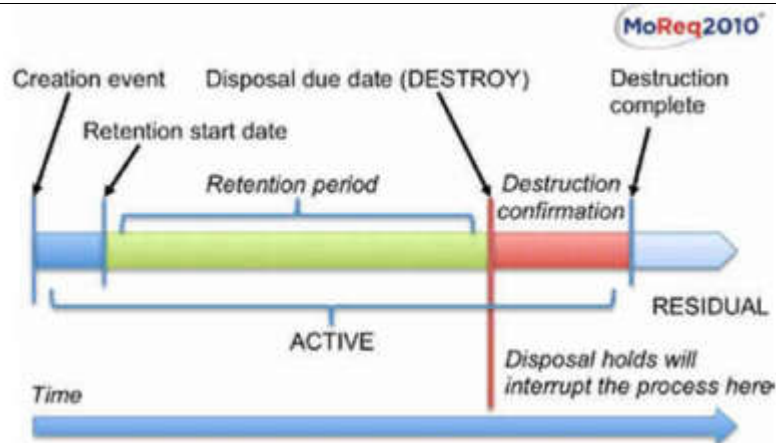 MoReq2010
Creation event
Disposal due date (DESTROY)
Destruction
complete
Retention start date
Retention period
Destruction
confirmation
RESIDUAL
ACTIVE
Disposal holds will
interrupt the process here
Time